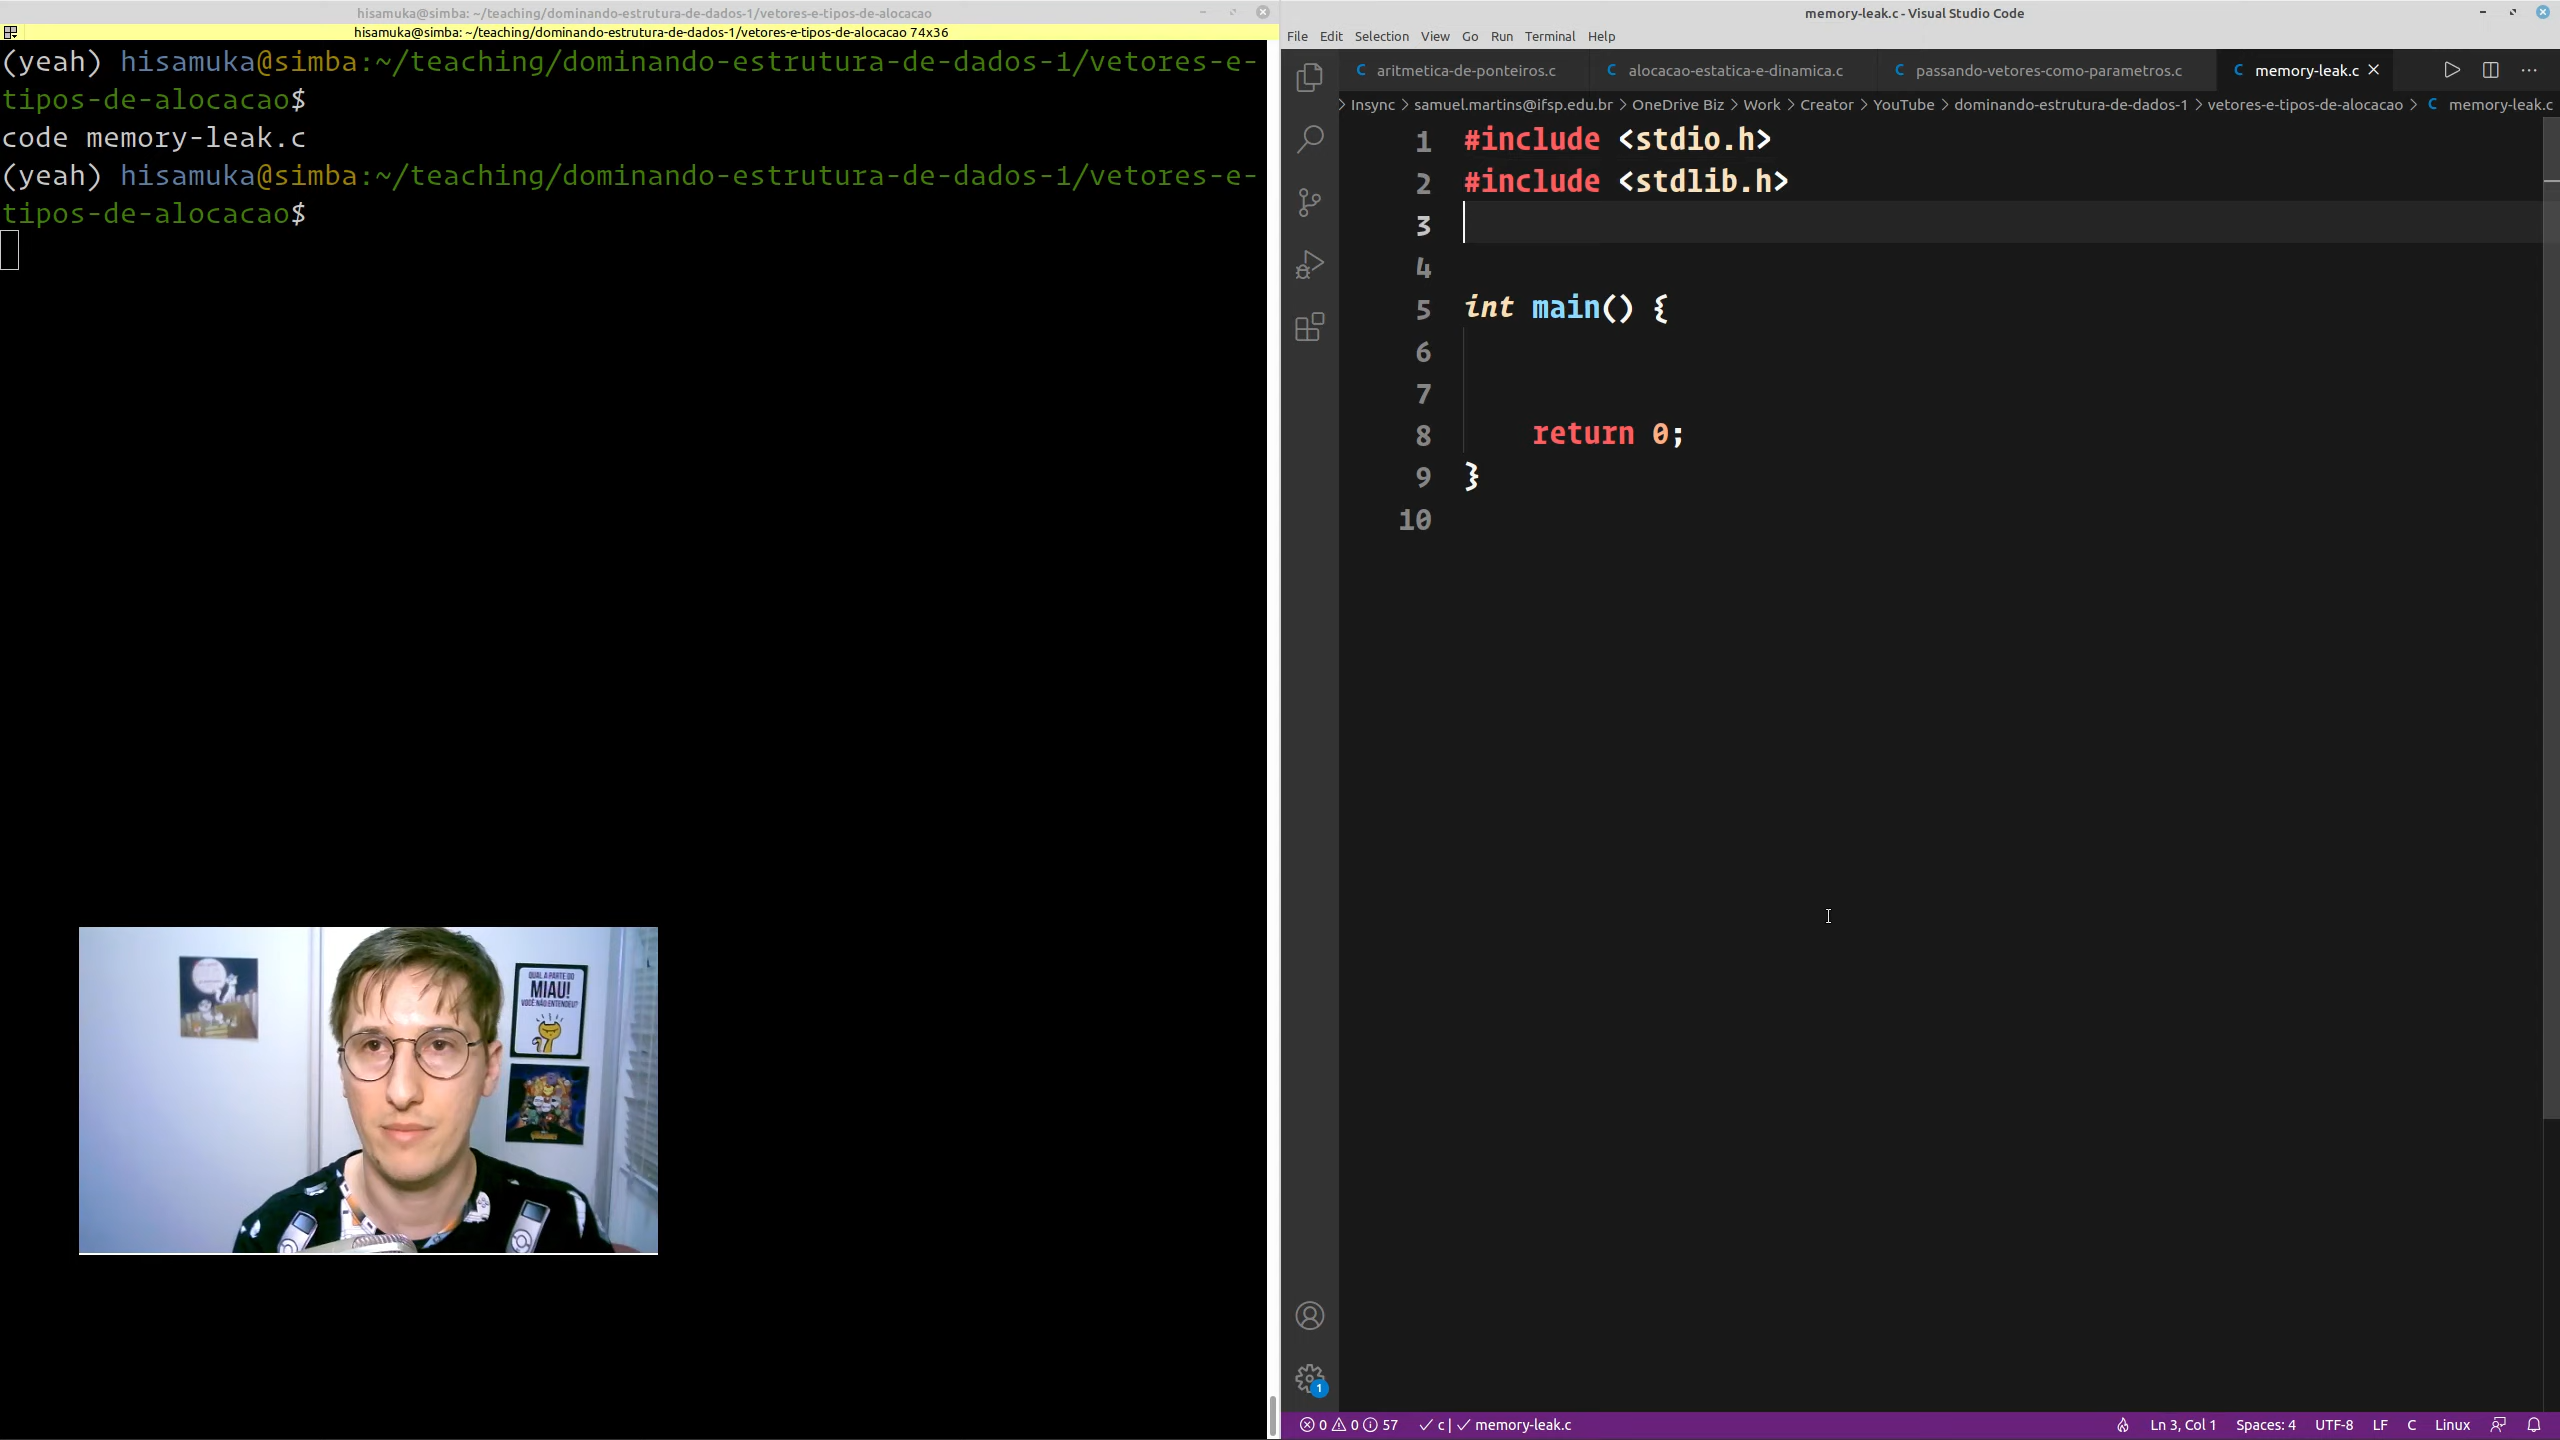 hisamuka@simba: ~/teaching/dominando-estrutura-de-dados-1/vetores-e-tipos-de-alocacao
hisamuka@simba: ~/teaching/dominando-estrutura-de-dados-1/vetores-e-tipos-de-alocacao 74x36
(yeah) hisamuka@simba:~/teaching/dominando-estrutura-de-dados-1/vetores-e-
tipos-de-alocacao$
code memory-leak.c
(yeah) hisamuka@simba:~/teaching/dominando-estrutura-de-dados-1/vetores-e-
tipos-de-alocacao$
QUAL A PARTE DO
MIAU!
VOCÊ NÃO ENTENDEU?
memory-leak.c - Visual Studio Code
File Edit Selection View Go Run Terminal Help
C aritmetica-de-ponteiros.c C alocacao-estatica-e-dinamica.c C passando-vetores-como-parametros.c C memory-leak.c
> Insync > samuel.martins@ifsp.edu.br > OneDrive Biz > Work > Creator > YouTube > dominando-estrutura-de-dados-1 > vetores-e-tipos-de-alocacao > C memory-leak.c
1 #include <stdio.h>
2 #include <stdlib.h>
3
4
5 int main() {
6
7
8 return 0;
9 }
10
1
0 0 57 c | memory-leak.c Ln 3, Col 1 Spaces: 4 UTF-8 LF C Linux